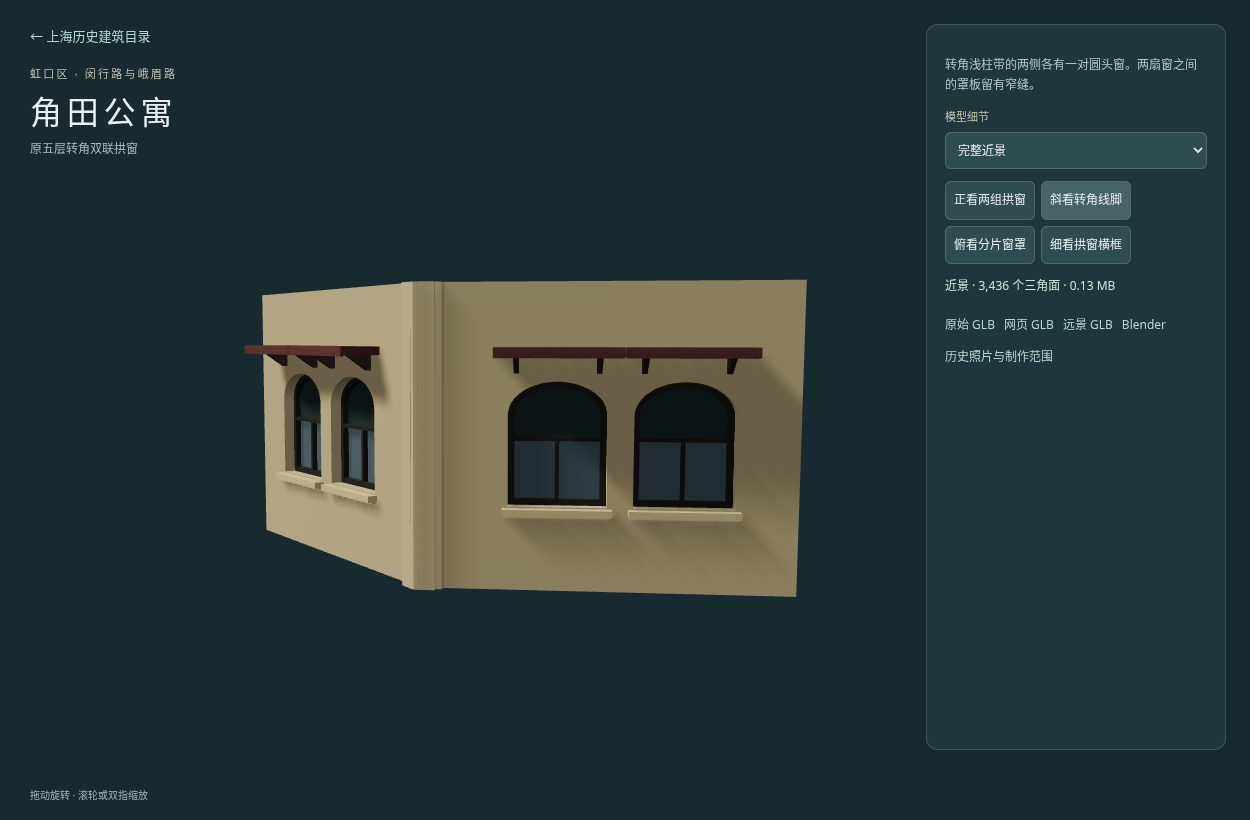 ← 上海历史建筑目录
虹口区 · 闵行路与峨眉路
角田公寓
原五层转角双联拱窗
转角浅柱带的两侧各有一对圆头窗。两扇窗之间
的罩板留有窄缝。
模型细节
完整近景
正看两组拱窗 斜看转角线脚
俯看分片窗罩 细看拱窗横框
近景 · 3,436 个三角面 · 0.13 MB
原始 GLB 网页 GLB 远景 GLB Blender
历史照片与制作范围
拖动旋转 · 滚轮或双指缩放